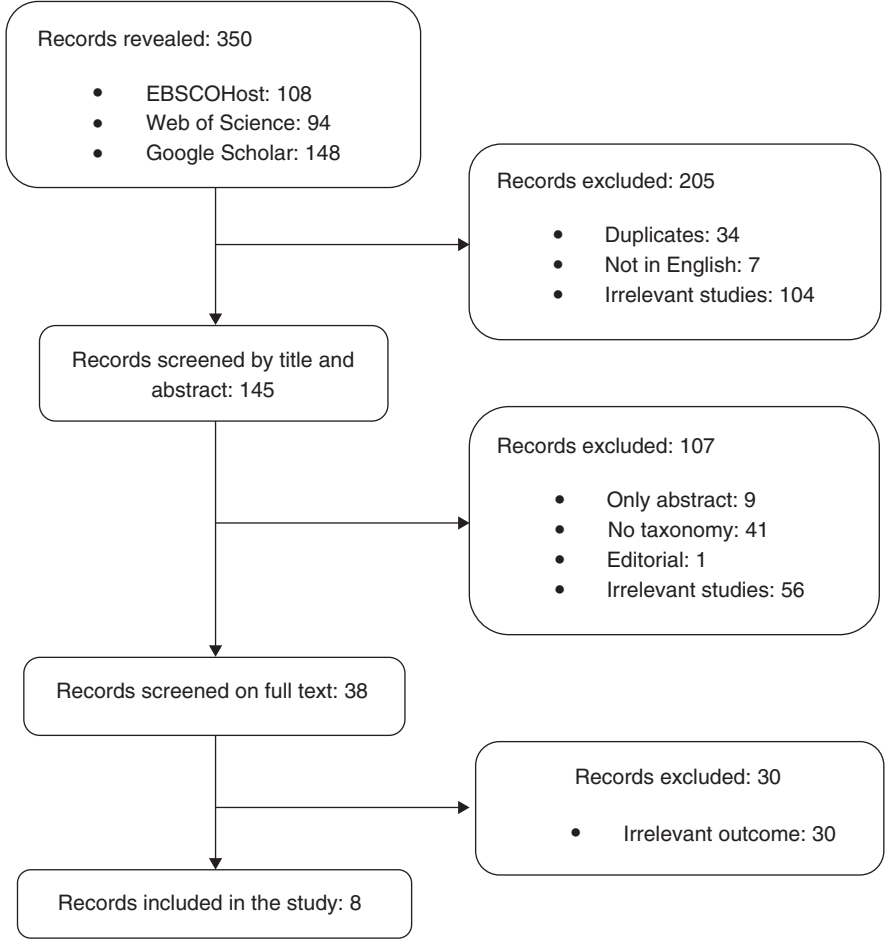 Records revealed: 350
• EBSCOHost: 108
• Web of Science: 94
• Google Scholar: 148
Records excluded: 205
• Duplicates: 34
• Not in English: 7
• Irrelevant studies: 104
Records screened by title and
abstract: 145
Records excluded: 107
• Only abstract: 9
• No taxonomy: 41
• Editorial: 1
• Irrelevant studies: 56
Records screened on full text: 38
Records excluded: 30
• Irrelevant outcome: 30
Records included in the study: 8